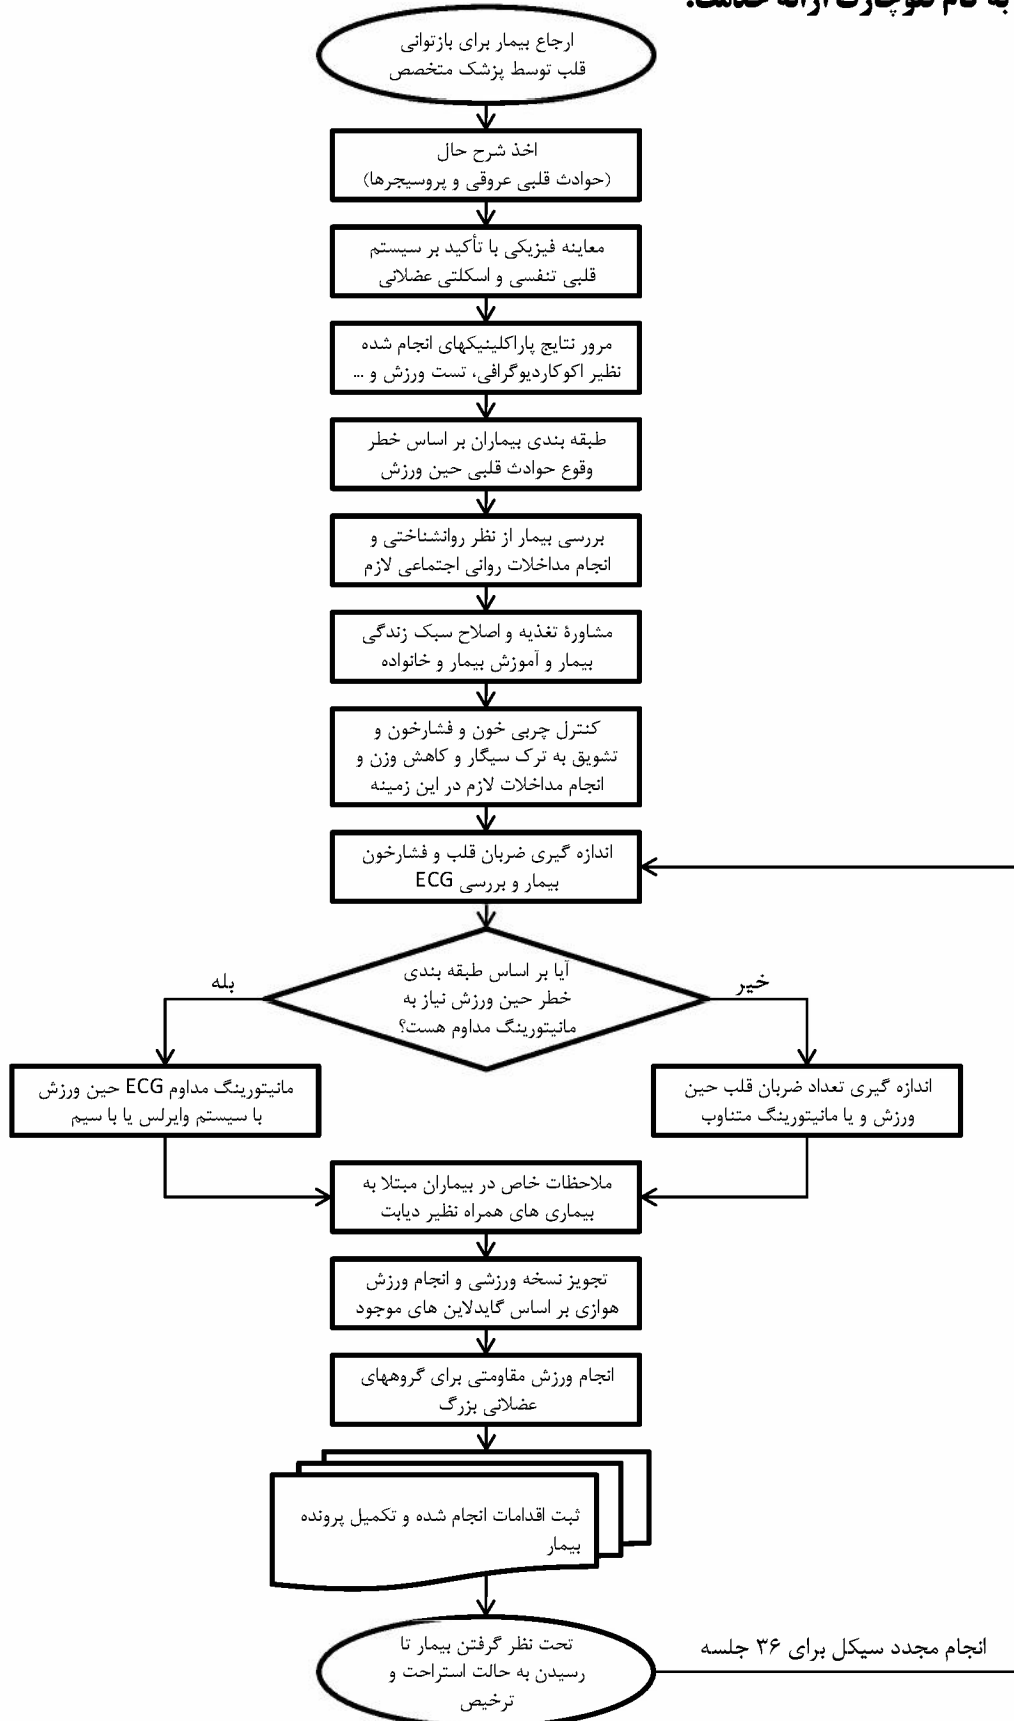 به گام فلوچارت ارائه خدمت:
ارجاع بیمار برای بازتوانی
قلب توسط پزشک متخصص
اخذ شرح حال
(حوادث قلبی عروقی و پروسیجرها)
معاینه فیزیکی با تأکید بر سیستم
قلبی تنفسی و اسکلتی عضلانی
مرور نتایج پاراکلینیکهای انجام شده
نظیر اکوکاردیوگرافی، تست ورزش و ...
طبقه بندی بیماران بر اساس خطر
وقوع حوادث قلبی حین ورزش
بررسی بیمار از نظر روانشناختی و
انجام مداخلات روانی اجتماعی لازم
مشاورۀ تغذیه و اصلاح سبک زندگی
بیمار و آموزش بیمار و خانواده
کنترل چربی خون و فشارخون و
تشویق به ترک سیگار و کاهش وزن و
انجام مداخلات لازم در این زمینه
اندازه گیری ضربان قلب و فشارخون
بیمار و بررسی ECG
آیا بر اساس طبقه بندی
خطر حین ورزش نیاز به
مانیتورینگ مداوم هست؟
خیر
بله
اندازه گیری تعداد ضربان قلب حین
ورزش و یا مانیتورینگ متناوب
مانیتورینگ مداوم ECG حین ورزش
با سیستم وایرلس یا با سیم
ملاحظات خاص در بیماران مبتلا به
بیماری های همراه نظیر دیابت
تجویز نسخه ورزشی و انجام ورزش
هوازی بر اساس گایدلاین های موجود
انجام ورزش مقاومتی برای گروههای
عضلانی بزرگ
ثبت اقدامات انجام شده و تکمیل پرونده
بیمار
تحت نظر گرفتن بیمار تا
رسیدن به حالت استراحت و
ترخیص
انجام مجدد سیکل برای ۳۶ جلسه